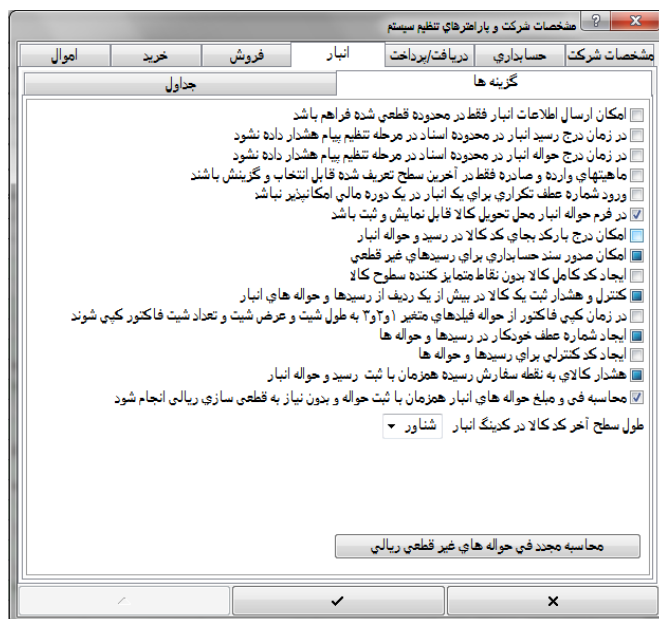 مشخصات شرکت و پارامترهاي تنظيم سيستم
مشخصات شرکت
حسابداري
دريافت/پرداخت
انبار
فروش
خريد
اموال
گزينه ها
جداول
امکان ارسال اطلاعات انبار فقط در محدوده قطعي شده فراهم باشد
در زمان درج رسيد انبار در محدوده اسناد در مرحله تنظيم پيام هشدار داده نشود
در زمان درج حواله انبار در محدوده اسناد در مرحله تنظيم پيام هشدار داده نشود
ماهيتهاي وارده و صادره فقط در آخرين سطح تعريف شده قابل انتخاب و گزينش باشند
ورود شماره عطف تکراري براي يک انبار در يک دوره مالي امکانپذير نباشد
در فرم حواله انبار محل تحويل کالا قابل نمايش و ثبت باشد
امکان درج بارکد بجاي کد کالا در رسيد و حواله انبار
امکان صدور سند حسابداري براي رسيدهاي غير قطعي
ايجاد کد کامل کالا بدون نقاط متمايز کننده سطوح کالا
کنترل و هشدار ثبت يک کالا در بيش از يک رديف از رسيدها و حواله هاي انبار
در زمان کپي فاکتور از حواله فيلدهاي متغير ۱و۲و۳ به طول شيت و عرض شيت و تعداد شيت فاکتور کپي شوند
ايجاد شماره عطف خودکار در رسيدها و حواله ها
ايجاد کد کنترلي براي رسيدها و حواله ها
هشدار کالاي به نقطه سفارش رسيده همزمان با ثبت رسيد و حواله انبار
محاسبه في و مبلغ حواله هاي انبار همزمان با ثبت حواله و بدون نياز به قطعي سازي ريالي انجام شود
طول سطح آخر کد کالا در کدينگ انبار شناور
محاسبه مجدد في حواله هاي غير قطعي ريالي